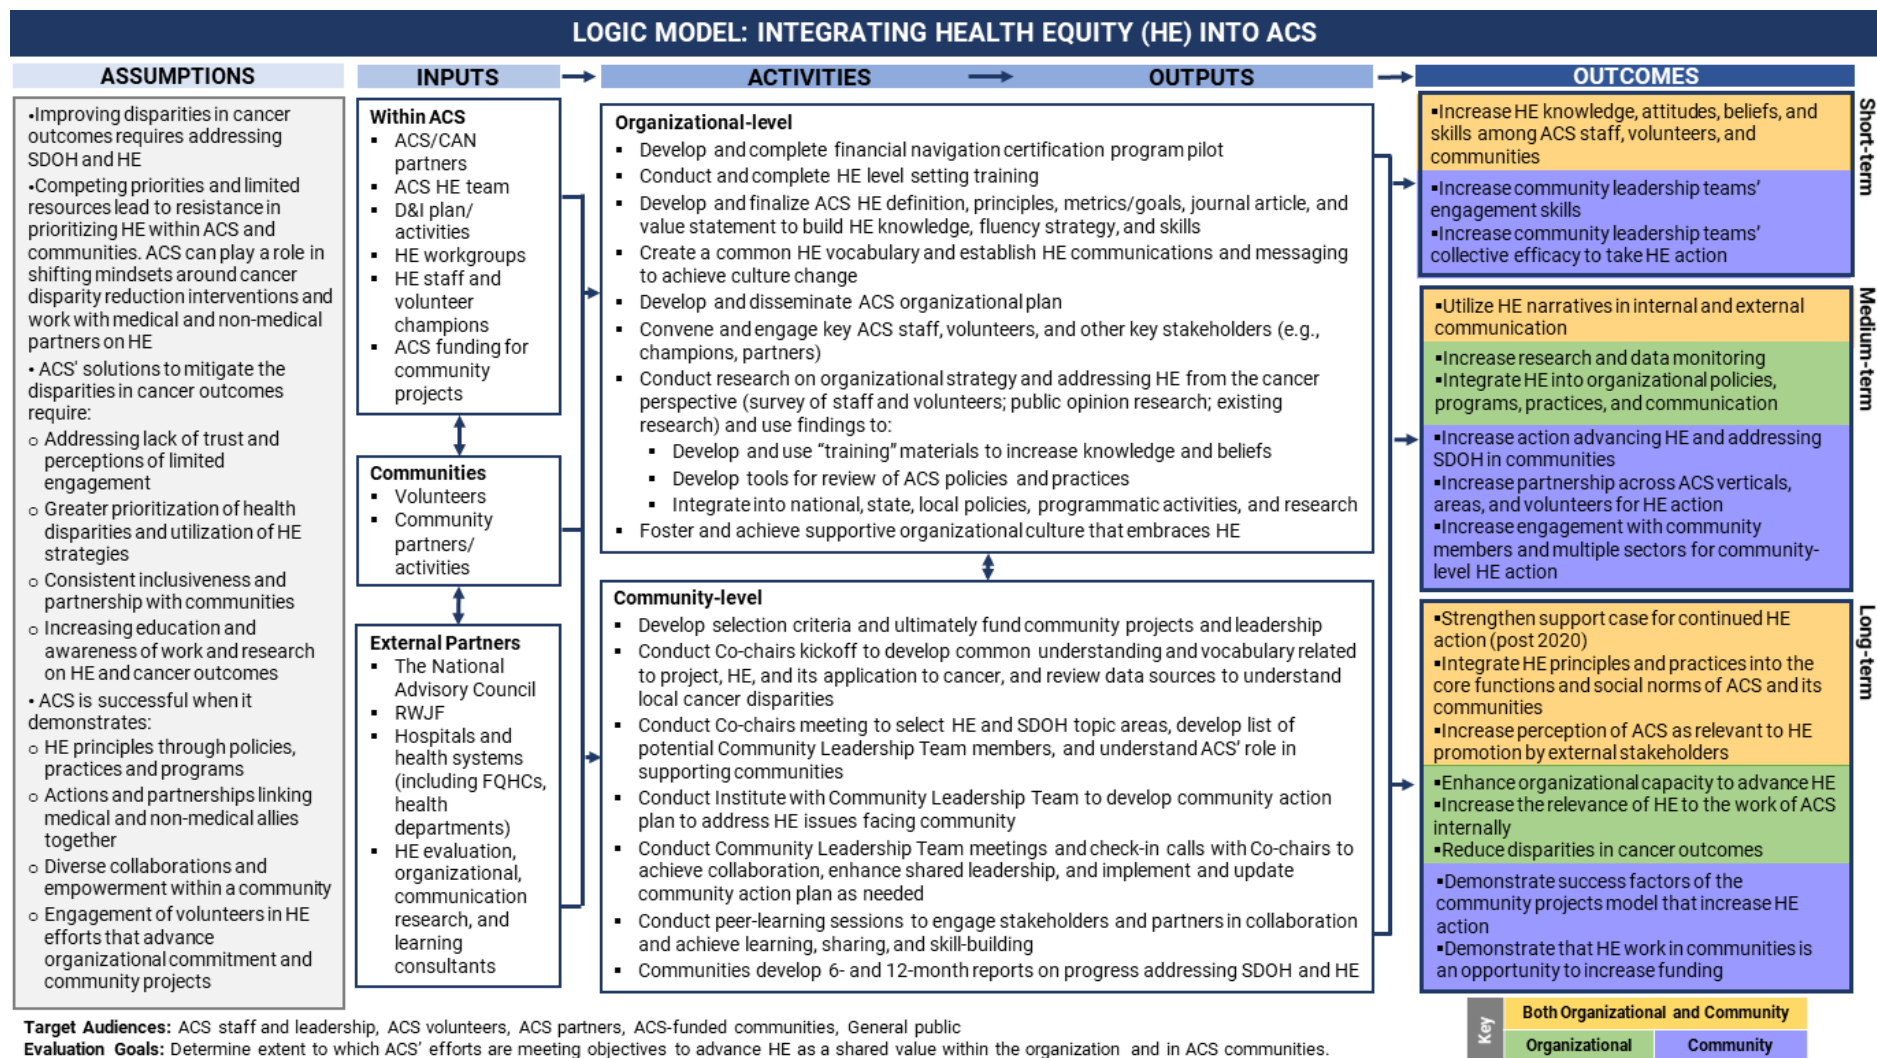 LOGIC MODEL: INTEGRATING HEALTH EQUITY (HE) INTO ACS
ASSUMPTIONS
•Improving disparities in cancer
outcomes requires addressing
SDOH and HE
•Competing priorities and limited
resources lead to resistance in
prioritizing HE within ACS and
communities. ACS can play a role in
shifting mindsets around cancer
disparity reduction interventions and
work with medical and non-medical
partners on HE
• ACS' solutions to mitigate the
disparities in cancer outcomes
require:
o Addressing lack of trust and
perceptions of limited
engagement
o Greater prioritization of health
disparities and utilization of HE
strategies
o Consistent inclusiveness and
partnership with communities
o Increasing education and
awareness of work and research
on HE and cancer outcomes
• ACS is successful when it
demonstrates:
o HE principles through policies,
practices and programs
o Actions and partnerships linking
medical and non-medical allies
together
o Diverse collaborations and
empowerment within a community
o Engagement of volunteers in HE
efforts that advance
organizational commitment and
community projects
INPUTS
Within ACS
▪ ACS/CAN
partners
▪ ACS HE team
▪ D&I plan/
activities
▪ HE workgroups
▪ HE staff and
volunteer
champions
▪ ACS funding for
community
projects
Communities
▪ Volunteers
▪ Community
partners/
activities
External Partners
▪ The National
Advisory Council
▪ RWJF
▪ Hospitals and
health systems
(including FQHCs,
health
departments)
▪ HE evaluation,
organizational,
communication
research, and
learning
consultants
ACTIVITIES
OUTPUTS
Organizational-level
▪ Develop and complete financial navigation certification program pilot
▪ Conduct and complete HE level setting training
▪ Develop and finalize ACS HE definition, principles, metrics/goals, journal article, and
value statement to build HE knowledge, fluency strategy, and skills
▪ Create a common HE vocabulary and establish HE communications and messaging
to achieve culture change
▪ Develop and disseminate ACS organizational plan
▪ Convene and engage key ACS staff, volunteers, and other key stakeholders (e.g.,
champions, partners)
▪ Conduct research on organizational strategy and addressing HE from the cancer
perspective (survey of staff and volunteers; public opinion research; existing
research) and use findings to:
▪ Develop and use “training” materials to increase knowledge and beliefs
▪ Develop tools for review of ACS policies and practices
▪ Integrate into national, state, local policies, programmatic activities, and research
▪ Foster and achieve supportive organizational culture that embraces HE
Community-level
▪ Develop selection criteria and ultimately fund community projects and leadership
▪ Conduct Co-chairs kickoff to develop common understanding and vocabulary related
to project, HE, and its application to cancer, and review data sources to understand
local cancer disparities
▪ Conduct Co-chairs meeting to select HE and SDOH topic areas, develop list of
potential Community Leadership Team members, and understand ACS’ role in
supporting communities
▪ Conduct Institute with Community Leadership Team to develop community action
plan to address HE issues facing community
▪ Conduct Community Leadership Team meetings and check-in calls with Co-chairs to
achieve collaboration, enhance shared leadership, and implement and update
community action plan as needed
▪ Conduct peer-learning sessions to engage stakeholders and partners in collaboration
and achieve learning, sharing, and skill-building
▪ Communities develop 6- and 12-month reports on progress addressing SDOH and HE
OUTCOMES
Short-term
▪Increase HE knowledge, attitudes, beliefs, and
skills among ACS staff, volunteers, and
communities
▪Increase community leadership teams’
engagement skills
▪Increase community leadership teams’
collective efficacy to take HE action
Medium-term
▪Utilize HE narratives in internal and external
communication
▪Increase research and data monitoring
▪Integrate HE into organizational policies,
programs, practices, and communication
▪Increase action advancing HE and addressing
SDOH in communities
▪Increase partnership across ACS verticals,
areas, and volunteers for HE action
▪Increase engagement with community
members and multiple sectors for community-
level HE action
Long-term
▪Strengthen support case for continued HE
action (post 2020)
▪Integrate HE principles and practices into the
core functions and social norms of ACS and its
communities
▪Increase perception of ACS as relevant to HE
promotion by external stakeholders
▪Enhance organizational capacity to advance HE
▪Increase the relevance of HE to the work of ACS
internally
▪Reduce disparities in cancer outcomes
▪Demonstrate success factors of the
community projects model that increase HE
action
▪Demonstrate that HE work in communities is
an opportunity to increase funding
Target Audiences: ACS staff and leadership, ACS volunteers, ACS partners, ACS-funded communities, General public
Evaluation Goals: Determine extent to which ACS’ efforts are meeting objectives to advance HE as a shared value within the organization and in ACS communities.
Key
Both Organizational and Community
Organizational
Community